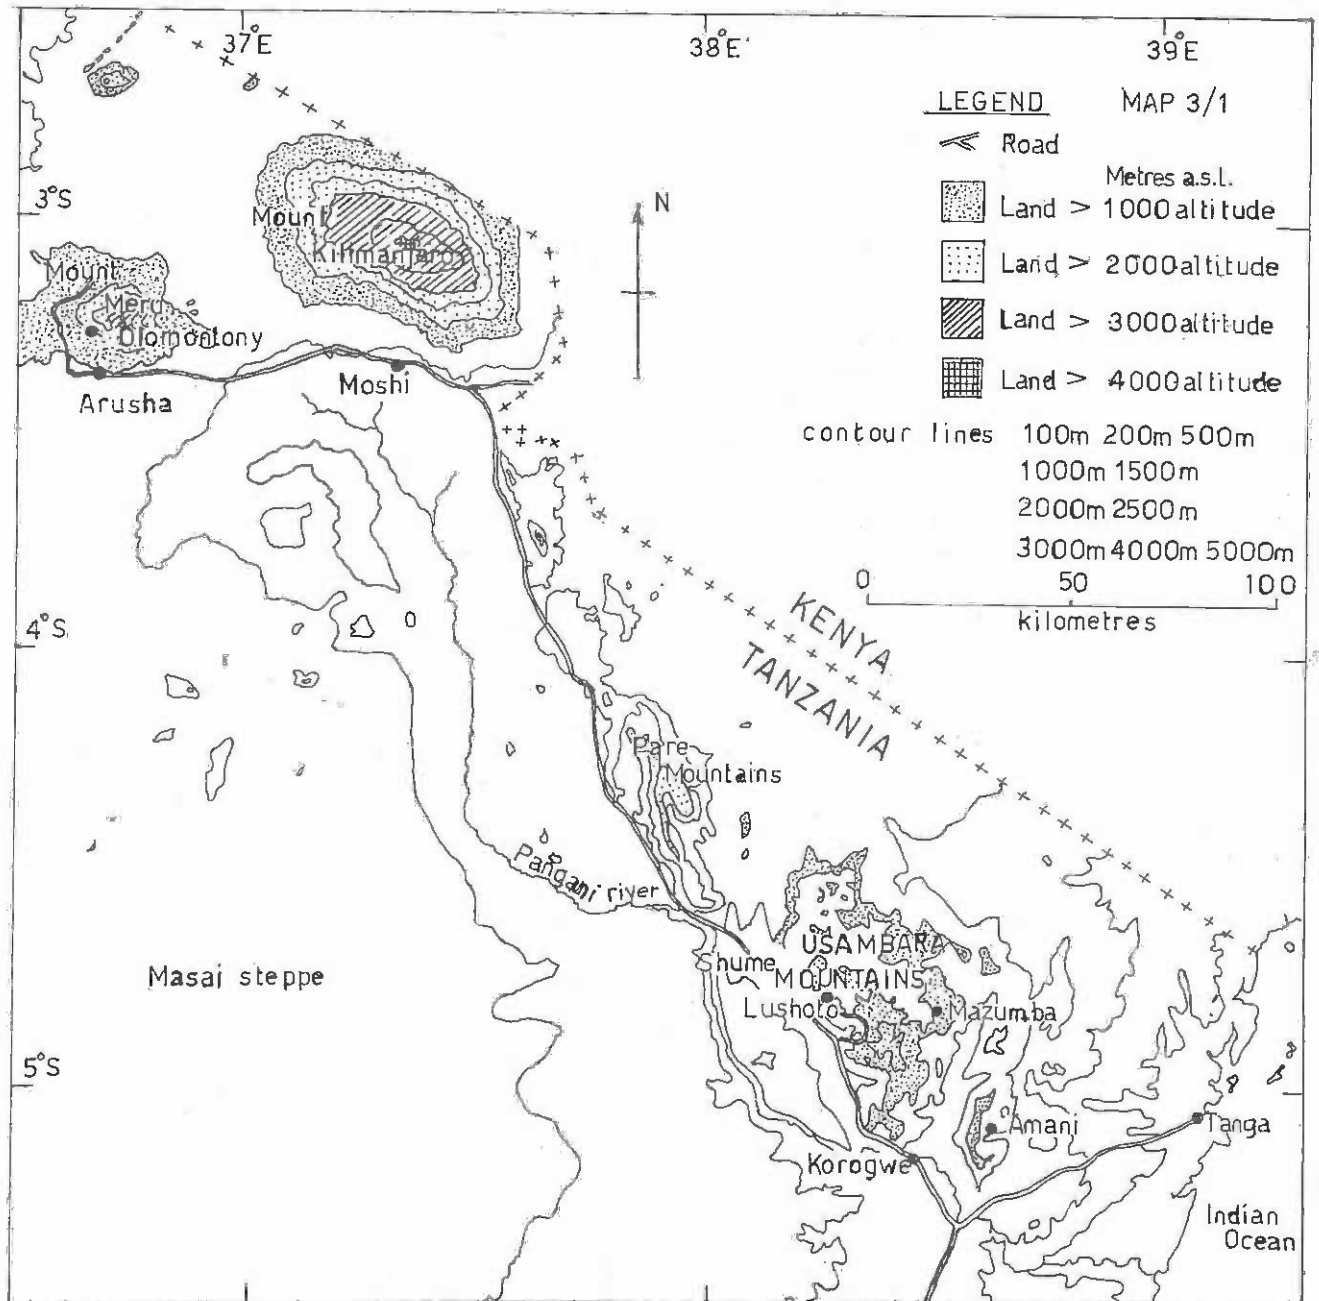 37°E
38°E
39°E
LEGEND MAP 3/1
Road
Metres a.s.l.
Land > 1000 altitude
Land > 2000 altitude
Land > 3000 altitude
Land > 4000 altitude
contour lines 100m 200m 500m
1000m 1500m
2000m 2500m
3000m 4000m 5000m
0 50 100
kilometres
N
3°S
Mount
Kilimanjaro
Mount
Meru
Olomontony
Arusha
Moshi
4°S
KENYA
TANZANIA
Pare
Mountains
Pangani river
Masai steppe
USAMBARA
MOUNTAINS
Shume
Lushoto
Mazumba
5°S
Amani
Tanga
Korogwe
Indian
Ocean